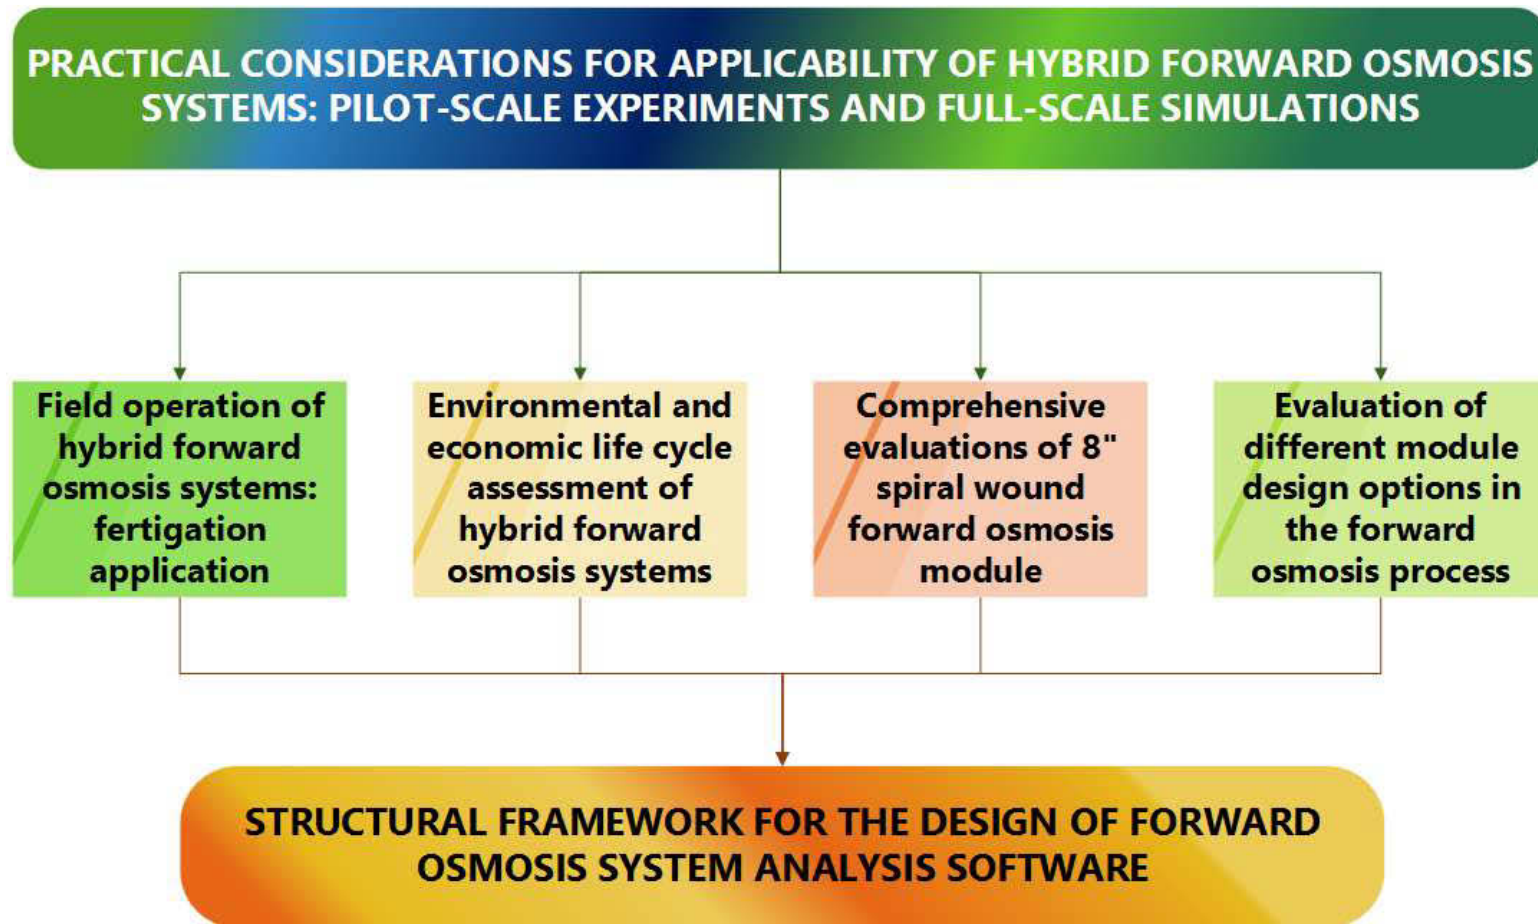 PRACTICAL CONSIDERATIONS FOR APPLICABILITY OF HYBRID FORWARD OSMOSIS
SYSTEMS: PILOT-SCALE EXPERIMENTS AND FULL-SCALE SIMULATIONS
Field operation of
hybrid forward
osmosis systems:
fertigation
application
Environmental and
economic life cycle
assessment of
hybrid forward
osmosis systems
Comprehensive
evaluations of 8"
spiral wound
forward osmosis
module
Evaluation of
different module
design options in
the forward
osmosis process
STRUCTURAL FRAMEWORK FOR THE DESIGN OF FORWARD
OSMOSIS SYSTEM ANALYSIS SOFTWARE